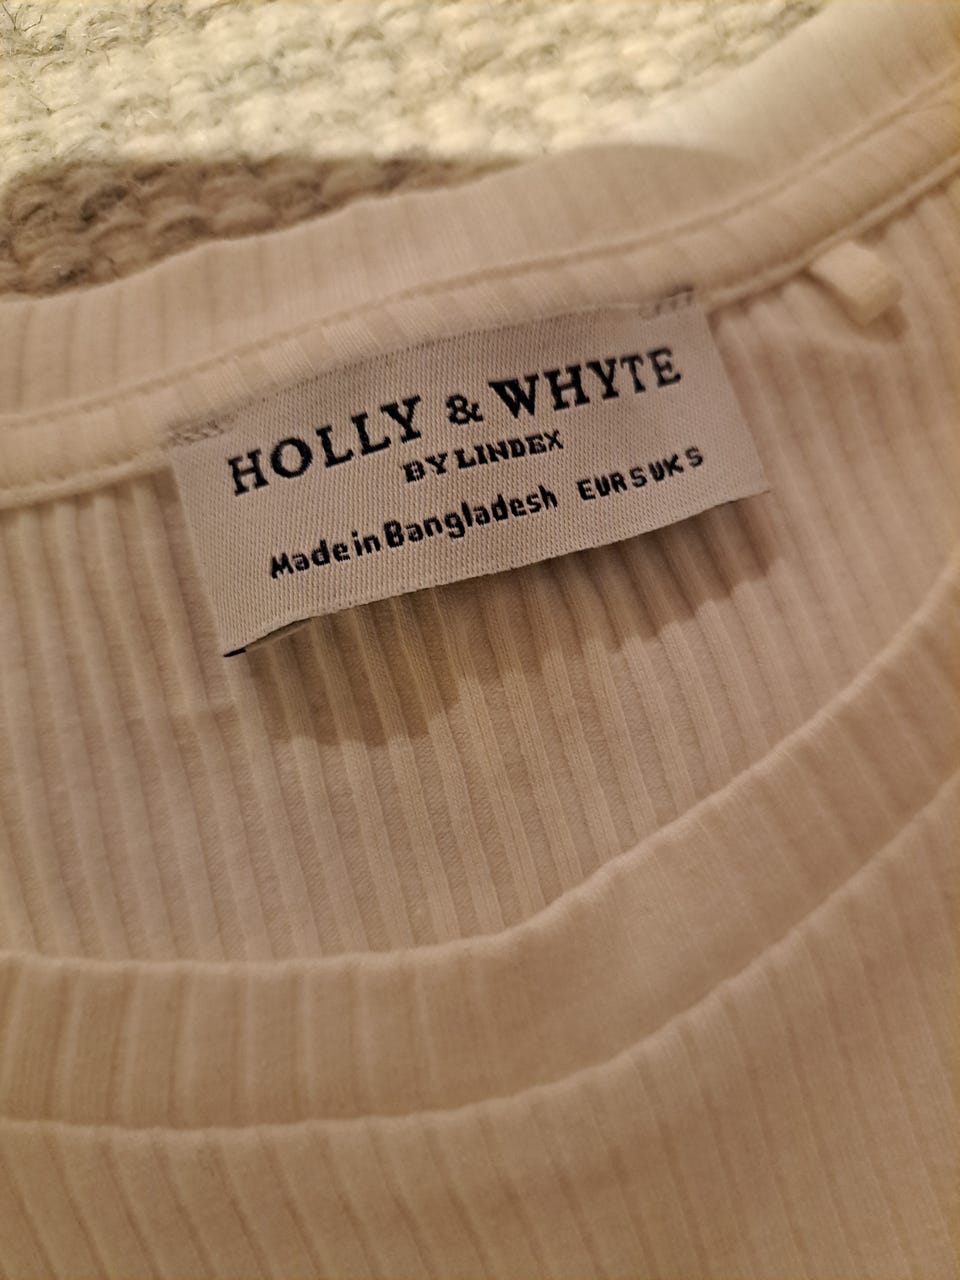 HOLLY & WHYTE
BY LINDEX
Made in Bangladesh EUR S UK S